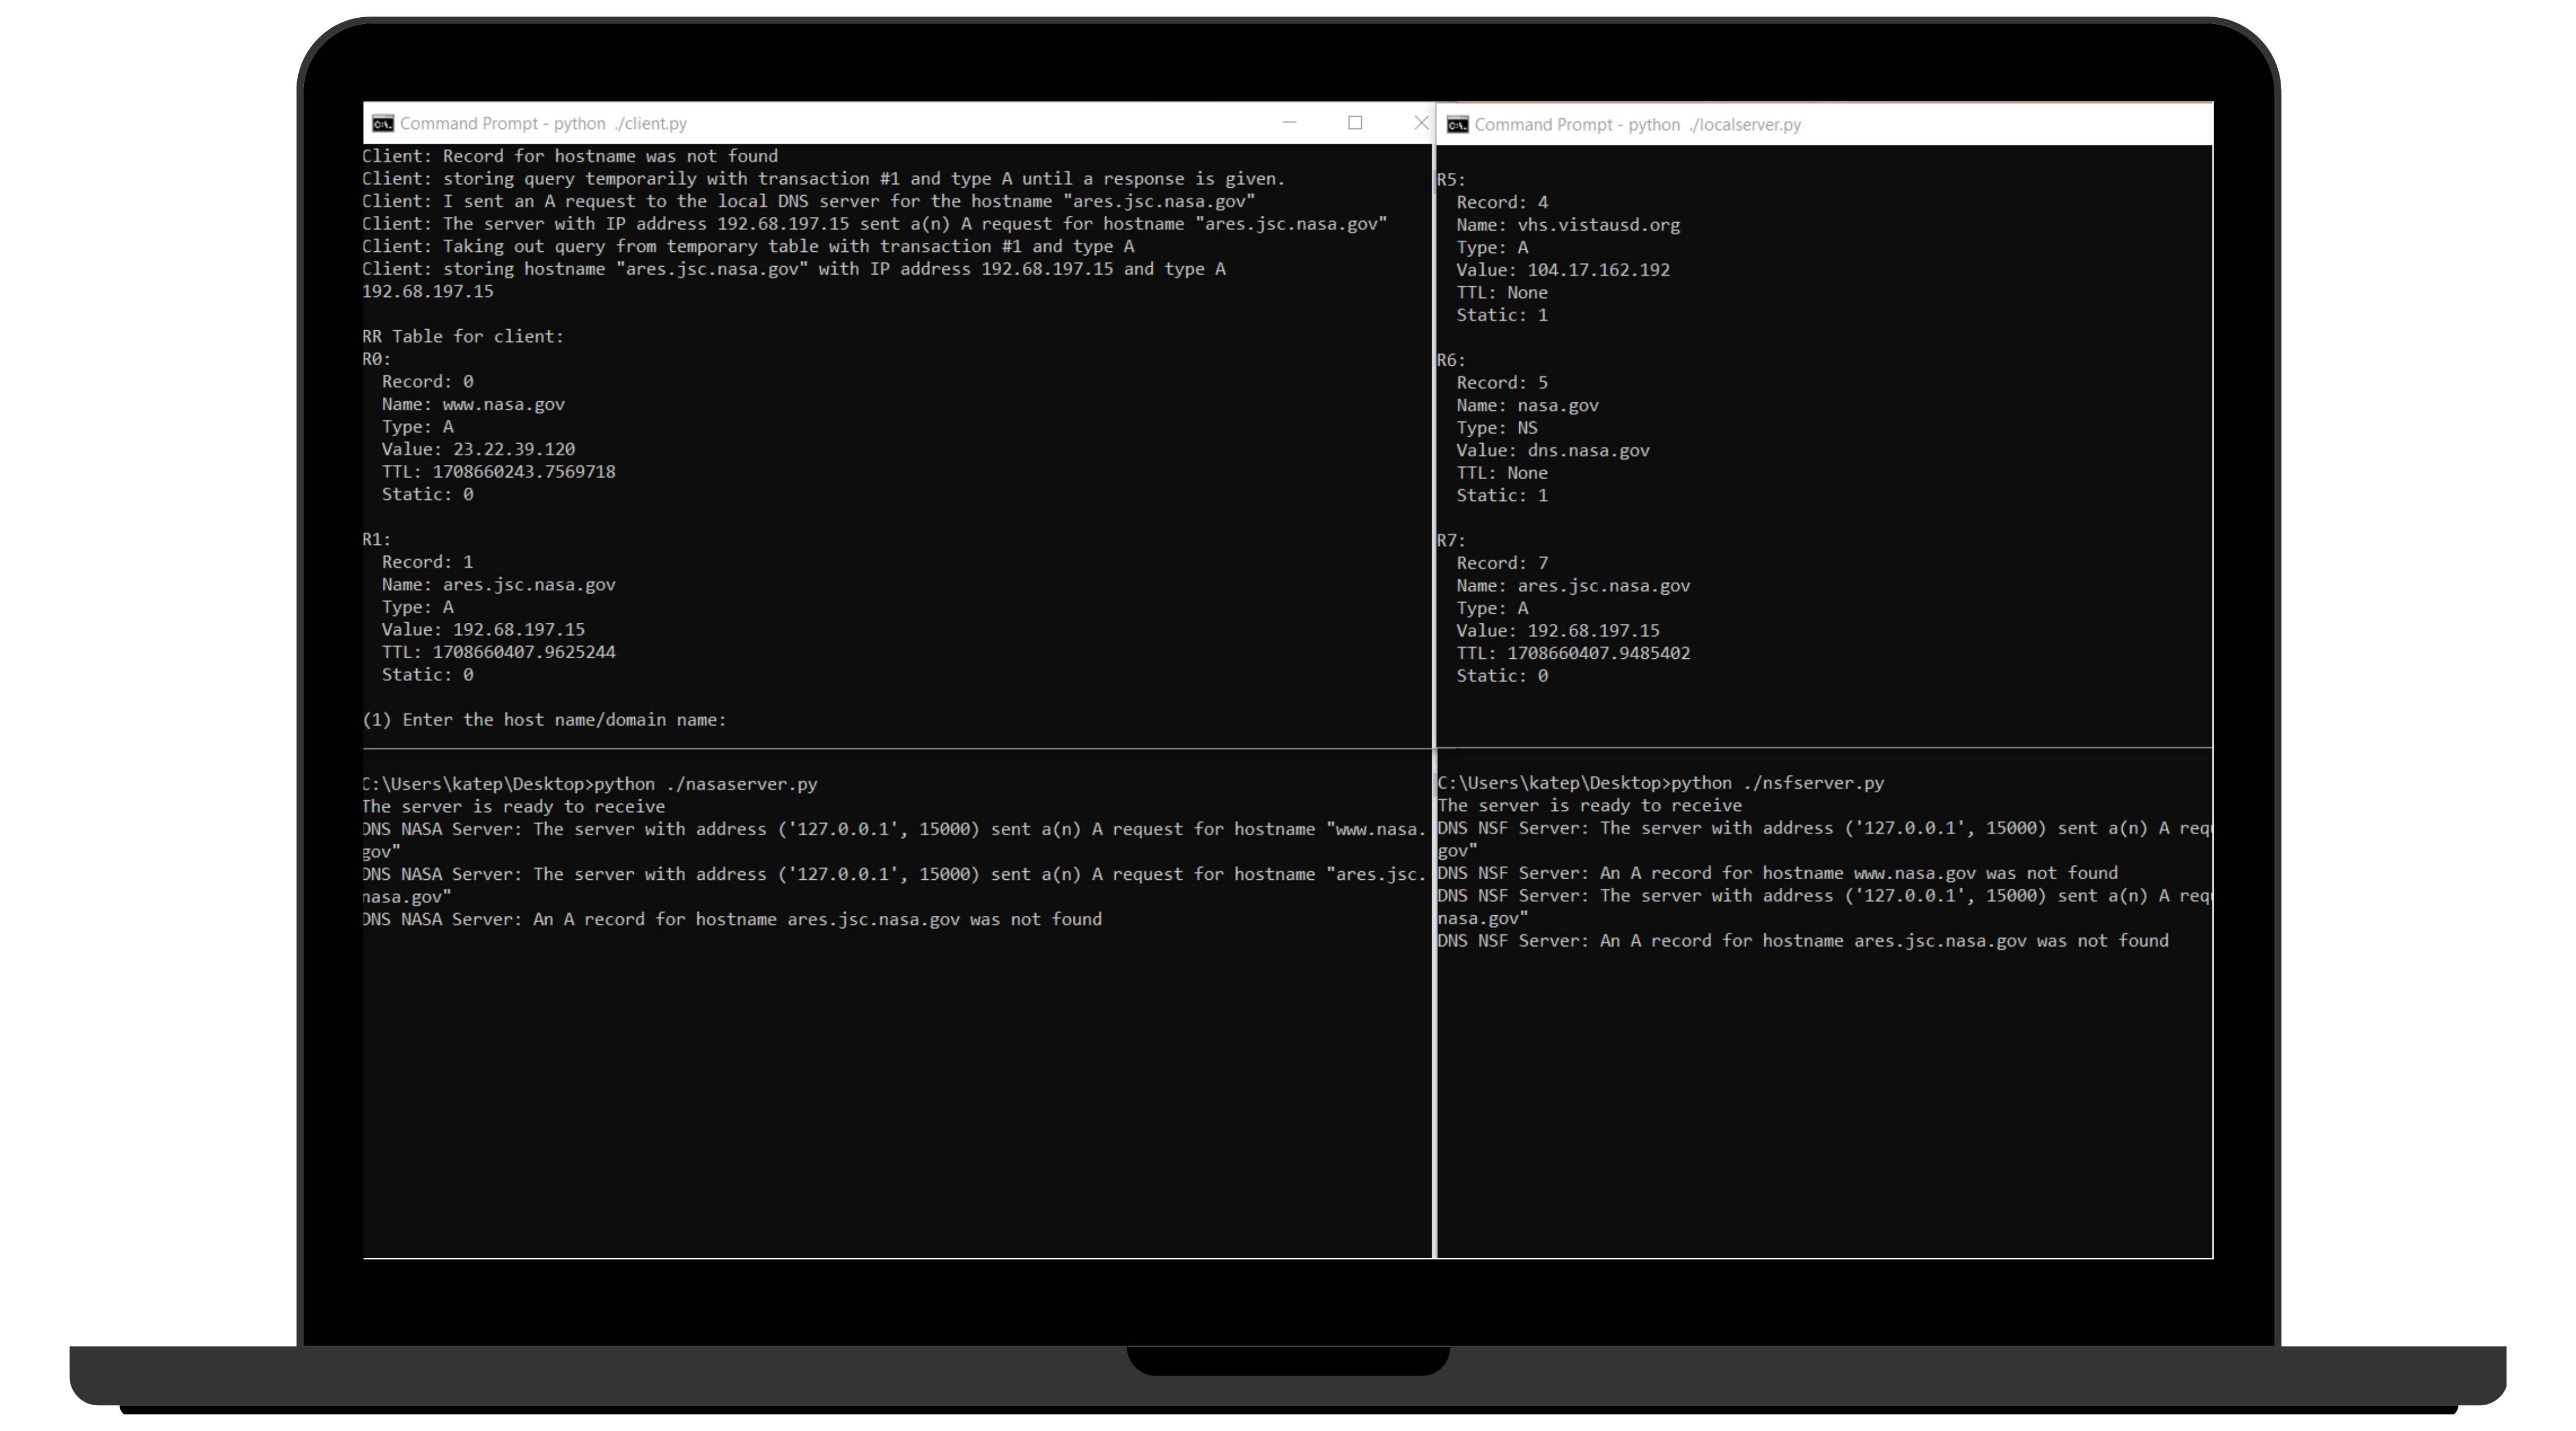 Command Prompt - python ./client.py
Client: Record for hostname was not found
Client: storing query temporarily with transaction #1 and type A until a response is given.
Client: I sent an A request to the local DNS server for the hostname "ares.jsc.nasa.gov"
Client: The server with IP address 192.68.197.15 sent a(n) A request for hostname "ares.jsc.nasa.gov"
Client: Taking out query from temporary table with transaction #1 and type A
Client: storing hostname "ares.jsc.nasa.gov" with IP address 192.68.197.15 and type A
192.68.197.15
RR Table for client:
R0:
Record: 0
Name: www.nasa.gov
Type: A
Value: 23.22.39.120
TTL: 1708660243.7569718
Static: 0
R1:
Record: 1
Name: ares.jsc.nasa.gov
Type: A
Value: 192.68.197.15
TTL: 1708660407.9625244
Static: 0
(1) Enter the host name/domain name:
Command Prompt - python ./localserver.py
R5:
Record: 4
Name: vhs.vistausd.org
Type: A
Value: 104.17.162.192
TTL: None
Static: 1
R6:
Record: 5
Name: nasa.gov
Type: NS
Value: dns.nasa.gov
TTL: None
Static: 1
R7:
Record: 7
Name: ares.jsc.nasa.gov
Type: A
Value: 192.68.197.15
TTL: 1708660407.9485402
Static: 0
C:\Users\katep\Desktop>python ./nasaserver.py
The server is ready to receive
DNS NASA Server: The server with address ('127.0.0.1', 15000) sent a(n) A request for hostname "www.nasa.
gov"
DNS NASA Server: The server with address ('127.0.0.1', 15000) sent a(n) A request for hostname "ares.jsc.
nasa.gov"
DNS NASA Server: An A record for hostname ares.jsc.nasa.gov was not found
C:\Users\katep\Desktop>python ./nsfserver.py
The server is ready to receive
DNS NSF Server: The server with address ('127.0.0.1', 15000) sent a(n) A req
gov"
DNS NSF Server: An A record for hostname www.nasa.gov was not found
DNS NSF Server: The server with address ('127.0.0.1', 15000) sent a(n) A req
nasa.gov"
DNS NSF Server: An A record for hostname ares.jsc.nasa.gov was not found